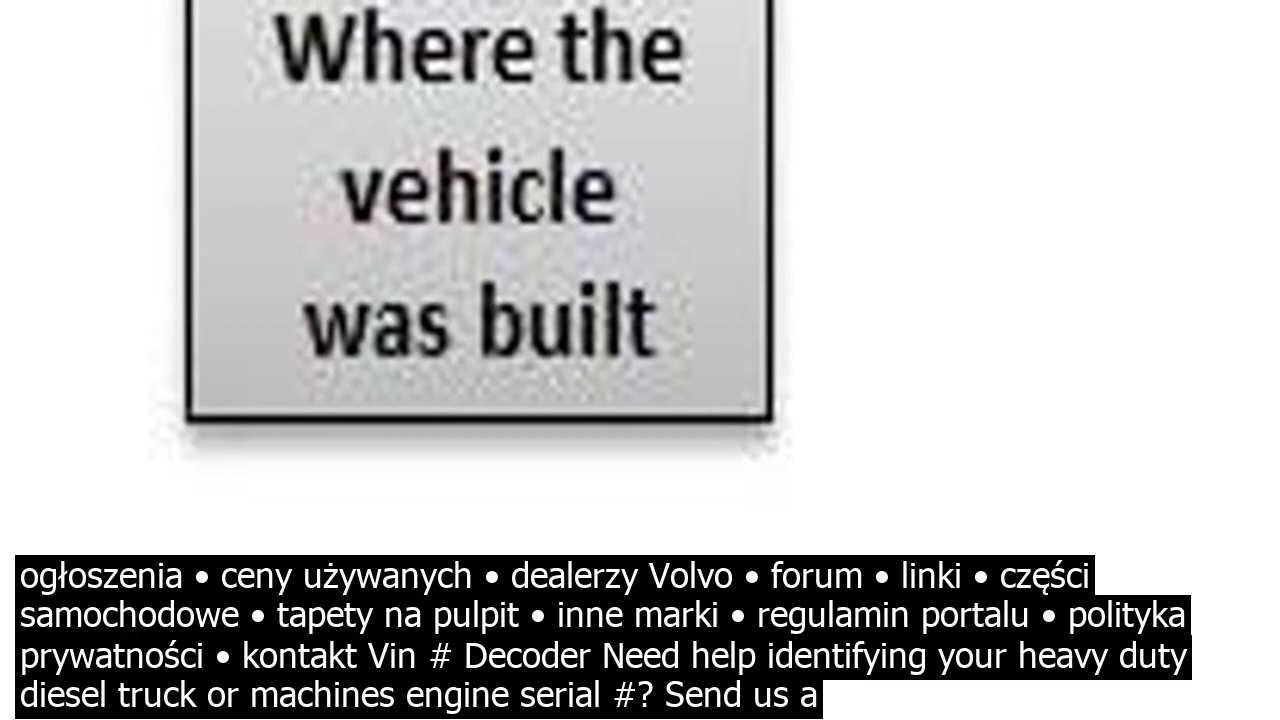 Where the
vehicle
was built
ogłoszenia • ceny używanych • dealerzy Volvo • forum • linki • części
samochodowe • tapety na pulpit • inne marki • regulamin portalu • polityka
prywatności • kontakt Vin # Decoder Need help identifying your heavy duty
diesel truck or machines engine serial #? Send us a